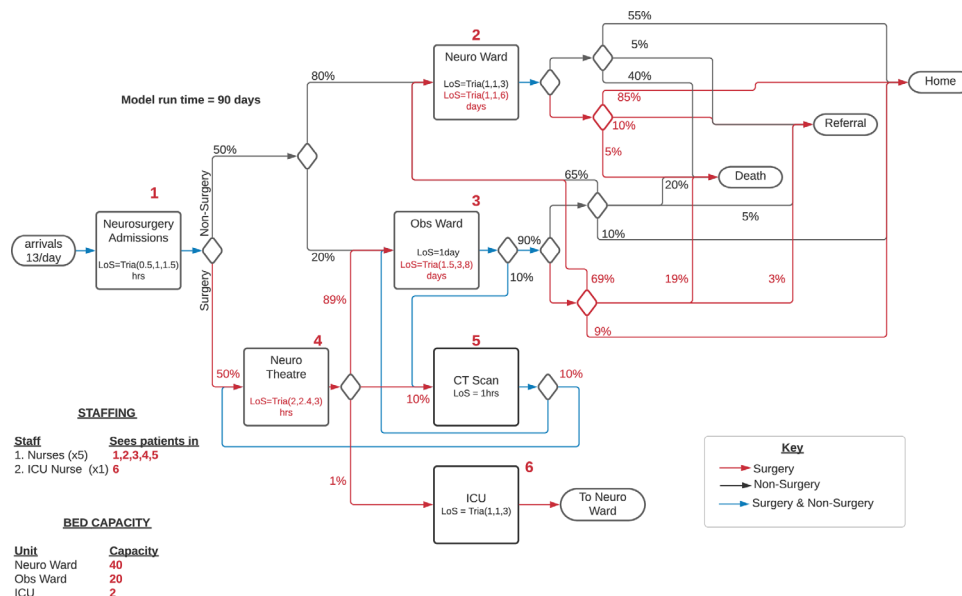 Model run time = 90 days
arrivals
13/day
1
Neurosurgery
Admissions
LoS=Tria(0.5,1,1.5)
hrs
Non-Surgery
Surgery
50%
50%
80%
20%
2
Neuro Ward
LoS=Tria(1,1,3)
LoS=Tria(1,1,6)
days
55%
5%
40%
85%
10%
5%
Home
Referral
Death
3
Obs Ward
LoS=1day
LoS=Tria(1.5,3,8)
days
90%
10%
65%
20%
5%
10%
69%
19%
3%
9%
4
Neuro
Theatre
LoS=Tria(2,2.4,3)
hrs
89%
10%
1%
5
CT Scan
LoS = 1hrs
10%
6
ICU
LoS = Tria(1,1,3)
To Neuro
Ward
STAFFING
Staff Sees patients in
1. Nurses (x5) 1,2,3,4,5
2. ICU Nurse (x1) 6
BED CAPACITY
Unit Capacity
Neuro Ward 40
Obs Ward 20
ICU 2
Key
Surgery
Non-Surgery
Surgery & Non-Surgery